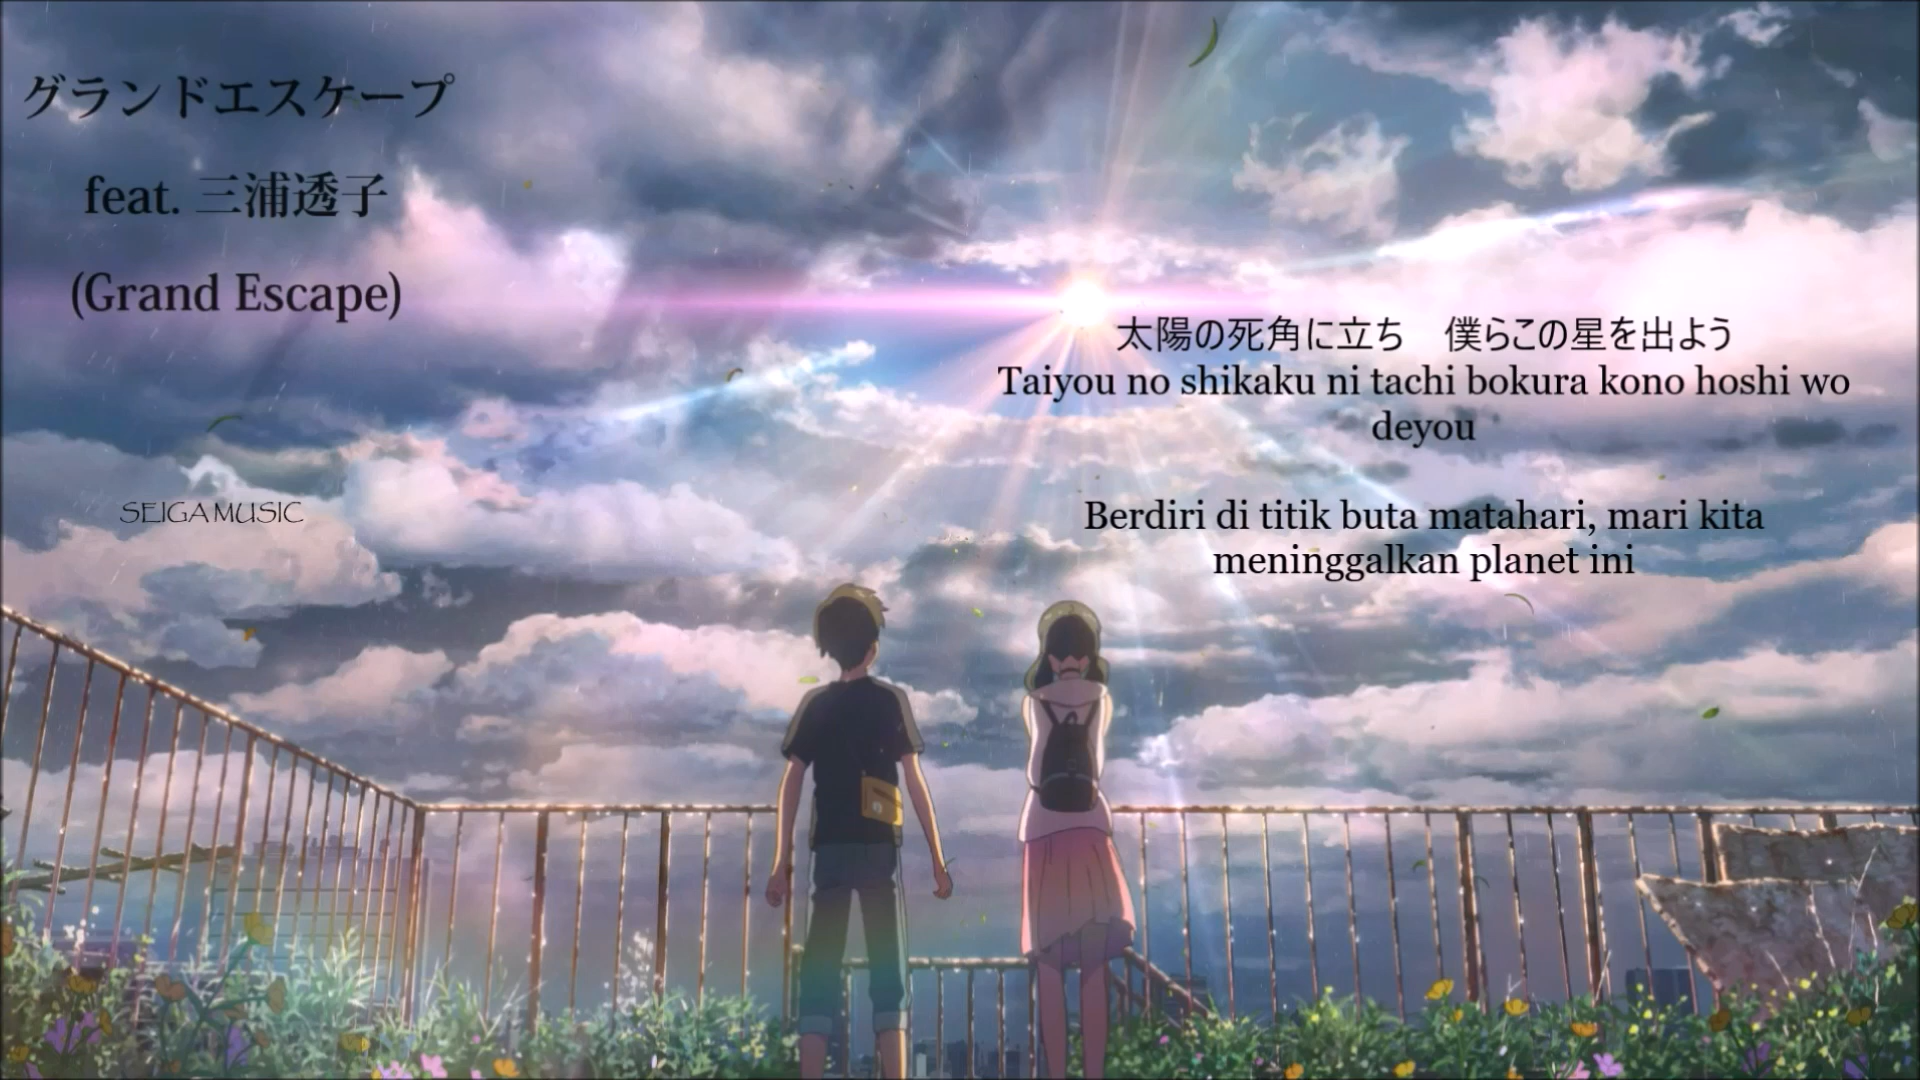 グランドエスケープ
feat. 三浦透子
(Grand Escape)
SEIGA MUSIC
太陽の死角に立ち　僕らこの星を出よう
Taiyou no shikaku ni tachi bokura kono hoshi wo
deyou
Berdiri di titik buta matahari, mari kita
meninggalkan planet ini